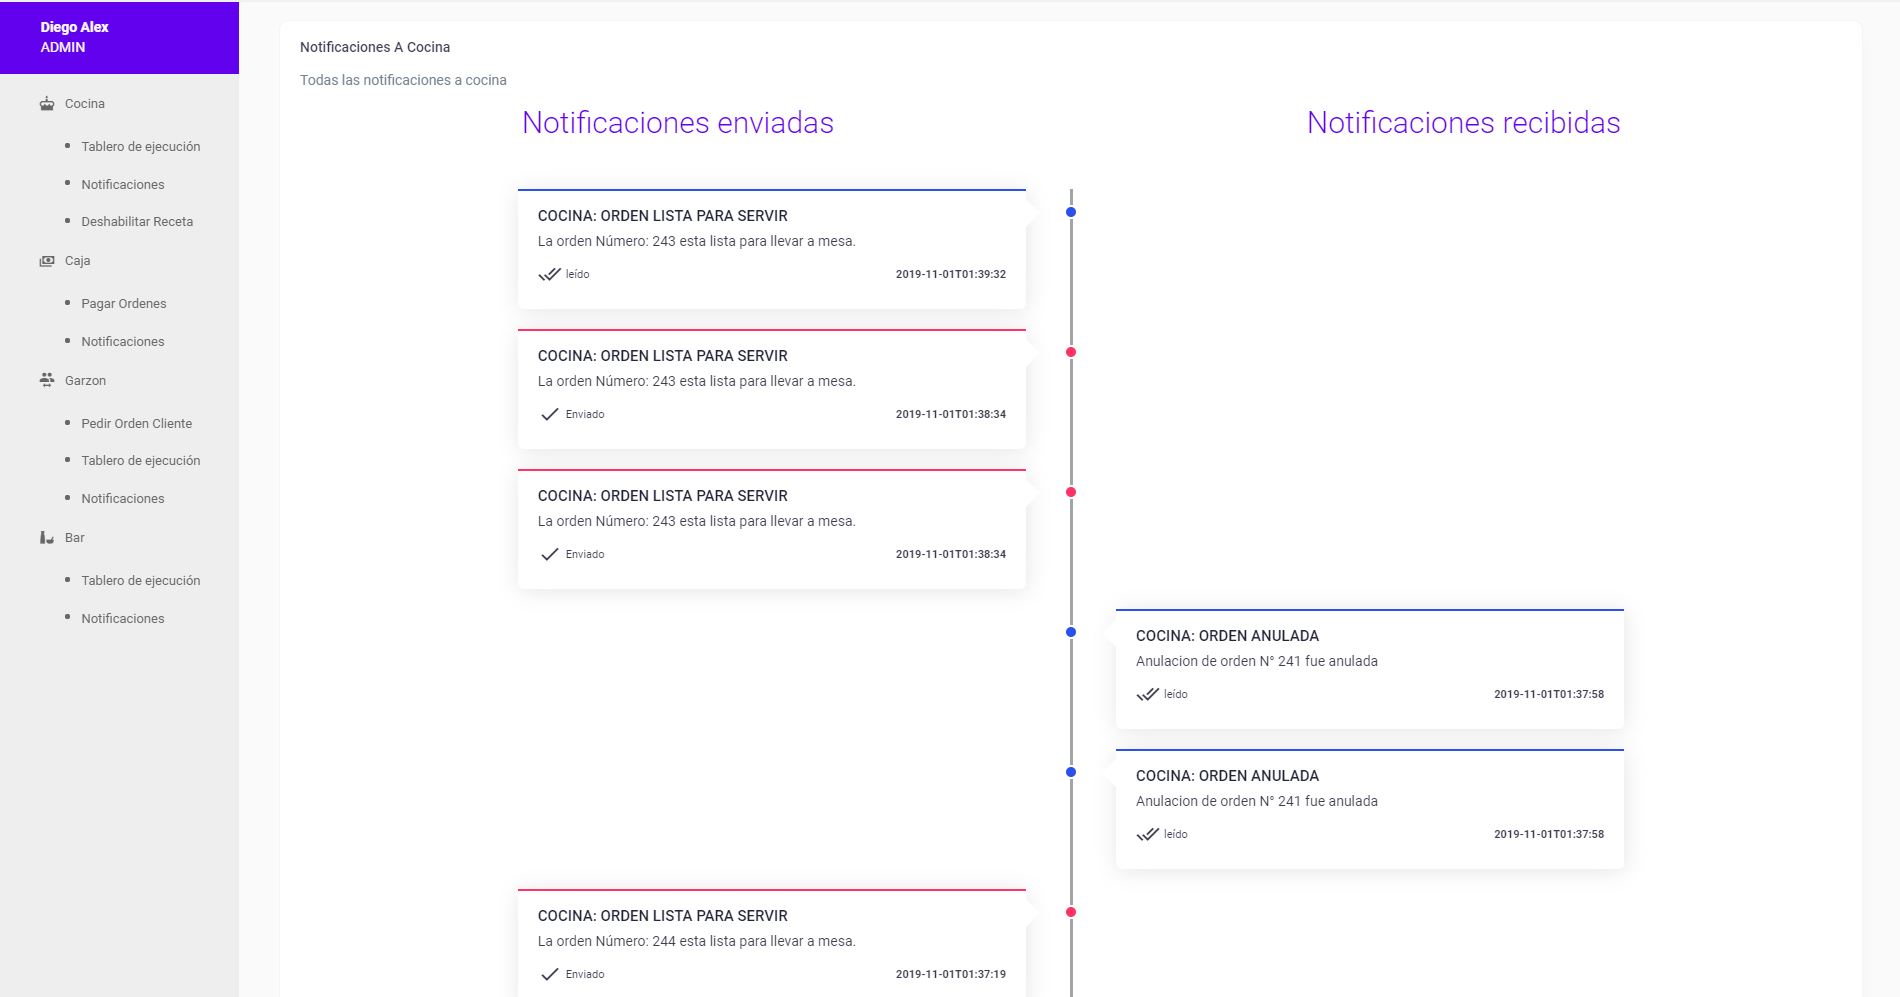 Diego Alex
ADMIN
Cocina
Tablero de ejecución
Notificaciones
Deshabilitar Receta
Caja
Pagar Ordenes
Notificaciones
Garzon
Pedir Orden Cliente
Tablero de ejecución
Notificaciones
Bar
Tablero de ejecución
Notificaciones
Notificaciones A Cocina
Todas las notificaciones a cocina
Notificaciones enviadas
Notificaciones recibidas
COCINA: ORDEN LISTA PARA SERVIR
La orden Número: 243 esta lista para llevar a mesa.
leído 2019-11-01T01:39:32
COCINA: ORDEN LISTA PARA SERVIR
La orden Número: 243 esta lista para llevar a mesa.
Enviado 2019-11-01T01:38:34
COCINA: ORDEN LISTA PARA SERVIR
La orden Número: 243 esta lista para llevar a mesa.
Enviado 2019-11-01T01:38:34
COCINA: ORDEN ANULADA
Anulacion de orden N° 241 fue anulada
leído 2019-11-01T01:37:58
COCINA: ORDEN ANULADA
Anulacion de orden N° 241 fue anulada
leído 2019-11-01T01:37:58
COCINA: ORDEN LISTA PARA SERVIR
La orden Número: 244 esta lista para llevar a mesa.
Enviado 2019-11-01T01:37:19